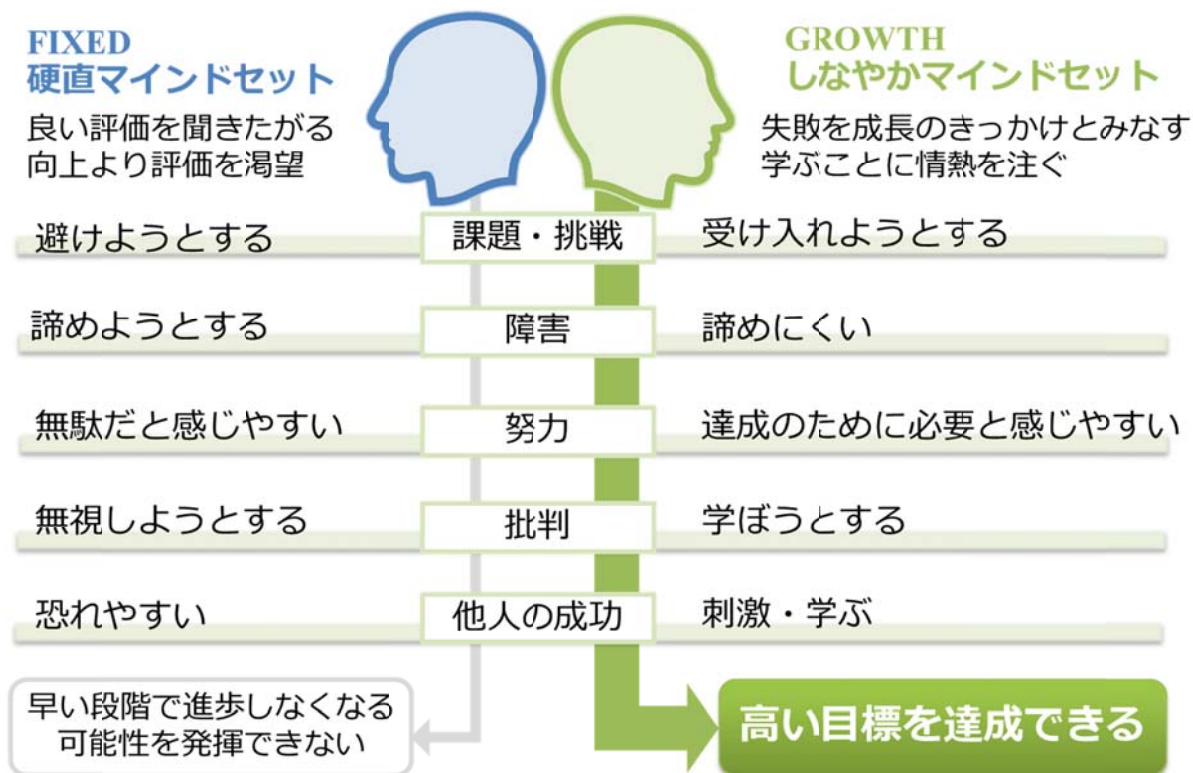 FIXED
硬直マインドセット
良い評価を聞きたがる
向上より評価を渇望
GROWTH
しなやかマインドセット
失敗を成長のきっかけとみなす
学ぶことに情熱を注ぐ
避けようとする
課題・挑戦
受け入れようとする
諦めようとする
障害
諦めにくい
無駄だと感じやすい
努力
達成のために必要と感じやすい
無視しようとする
批判
学ぼうとする
恐れやすい
他人の成功
刺激・学ぶ
早い段階で進歩しなくなる
可能性を発揮できない
高い目標を達成できる